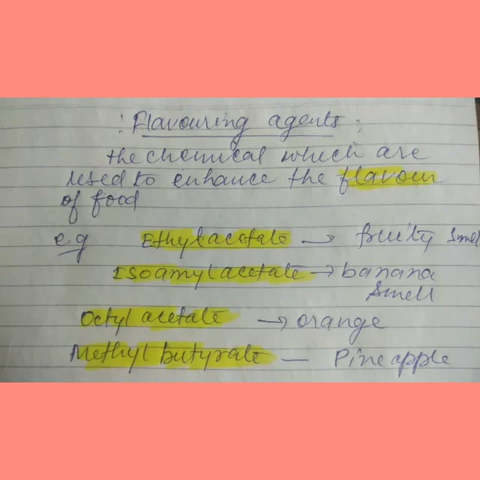 ! Flavouring agents :
the chemical which are
used to enhance the flavour
of food
e.g Ethyl acetate → fruity smell
Isoamyl acetate → banana
smell
Octyl acetate → orange
Methyl butyrate — Pineapple